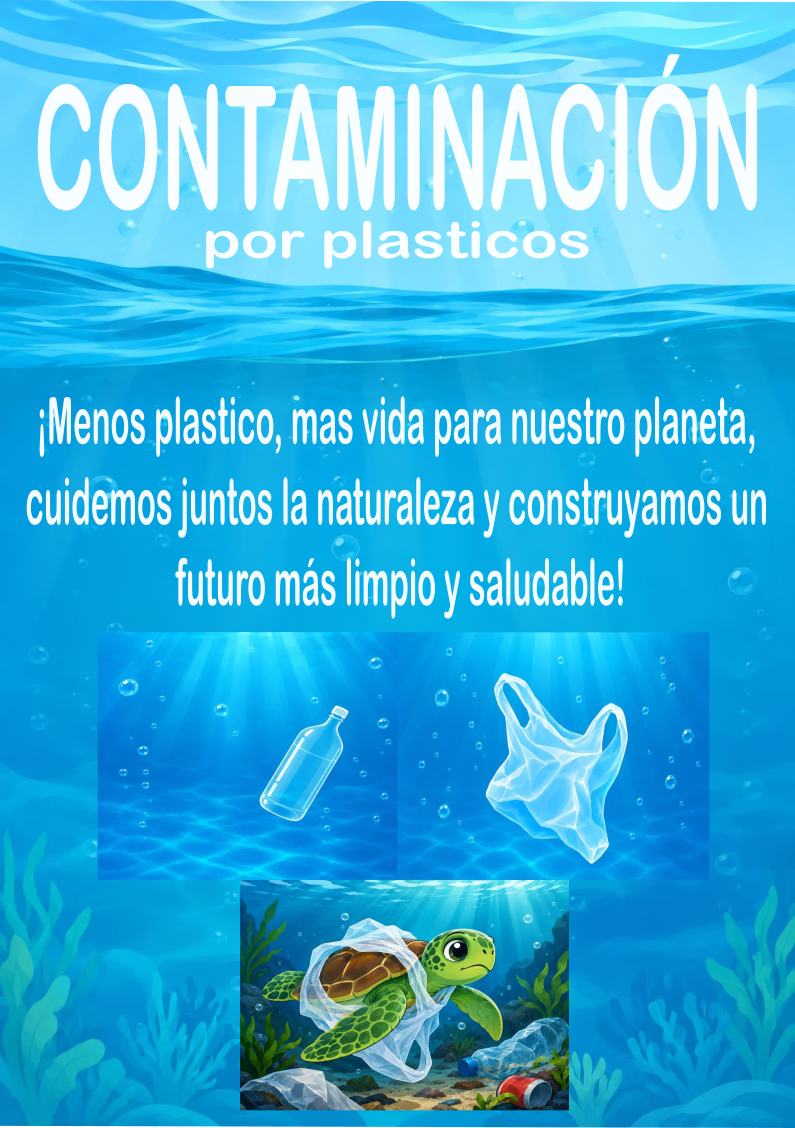 CONTAMINACIÓN
por plasticos
¡Menos plastico, mas vida para nuestro planeta,
cuidemos juntos la naturaleza y construyamos un
futuro más limpio y saludable!